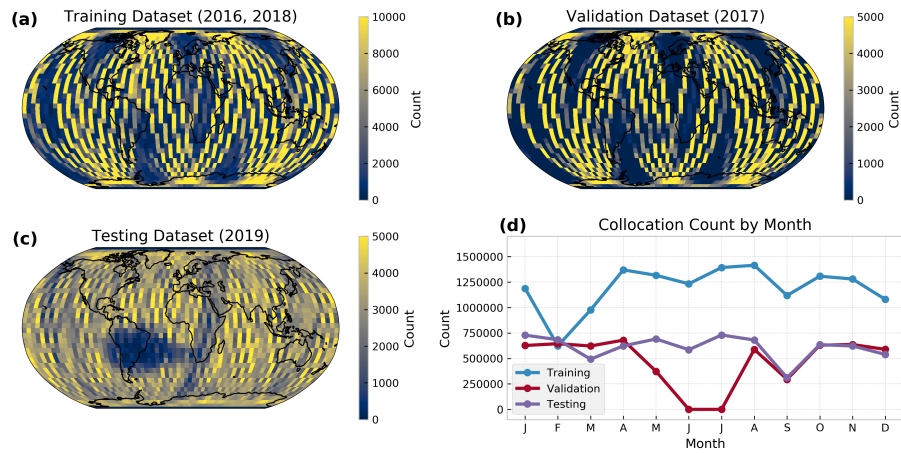 (a)
Training Dataset (2016, 2018)
10000
8000
6000
4000
2000
0
Count
(b)
Validation Dataset (2017)
5000
4000
3000
2000
1000
0
Count
(c)
Testing Dataset (2019)
5000
4000
3000
2000
1000
0
Count
(d)
Collocation Count by Month
1500000
1250000
1000000
750000
500000
250000
0
Count
Training
Validation
Testing
J F M A M J J A S O N D
Month